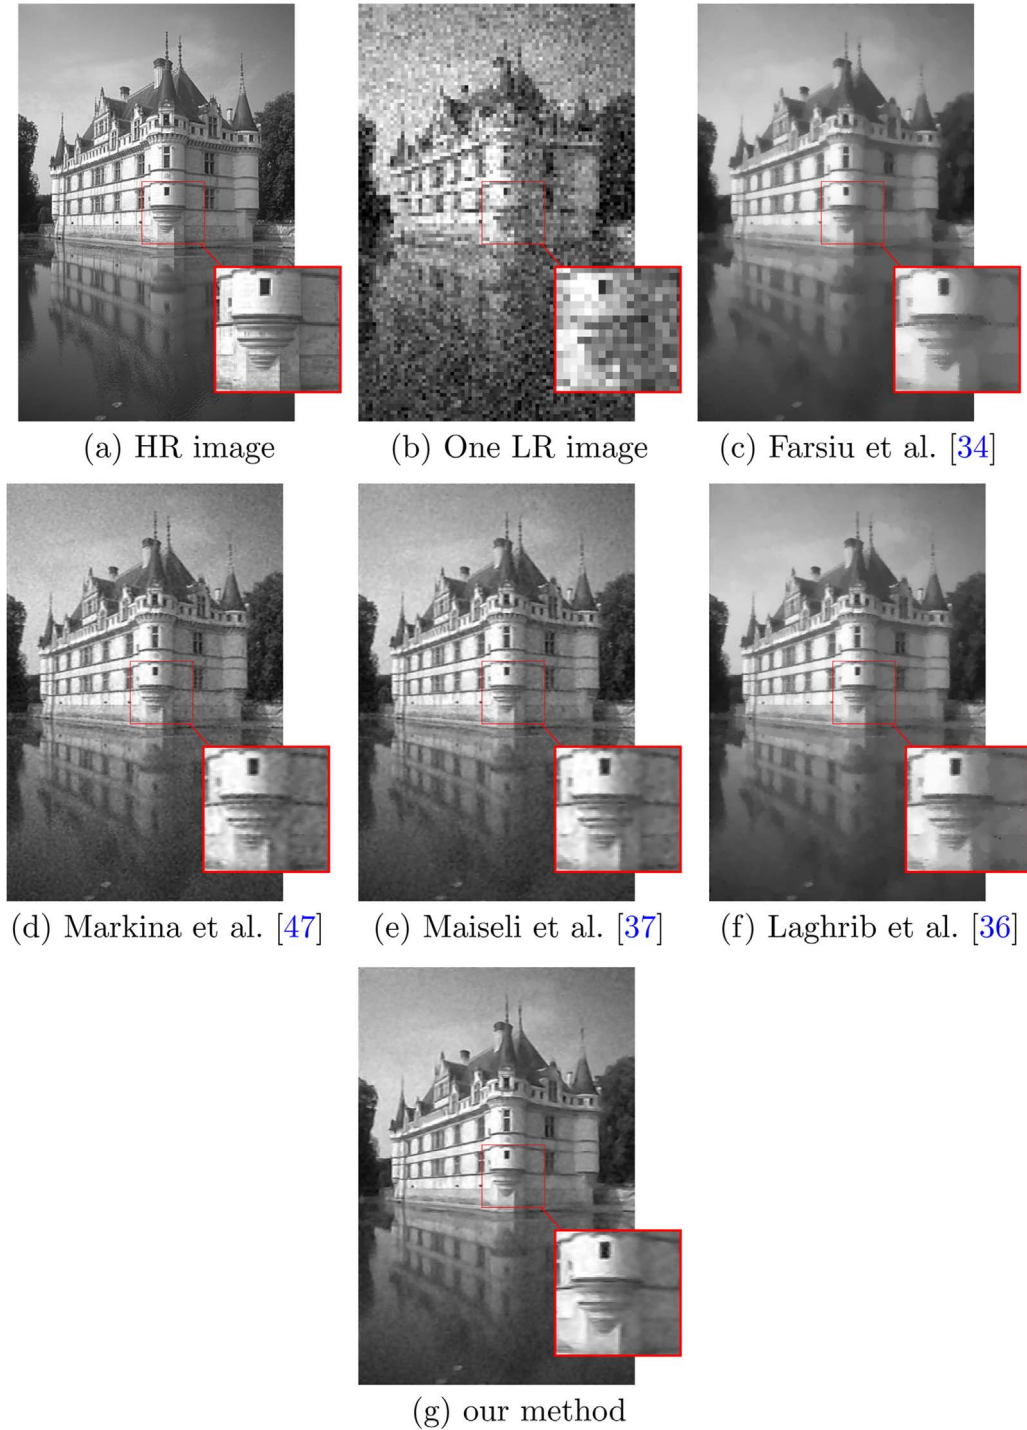 (a) HR image
(b) One LR image
(c) Farsiu et al. [34]
(d) Markina et al. [47]
(e) Maiseli et al. [37]
(f) Laghrib et al. [36]
(g) our method